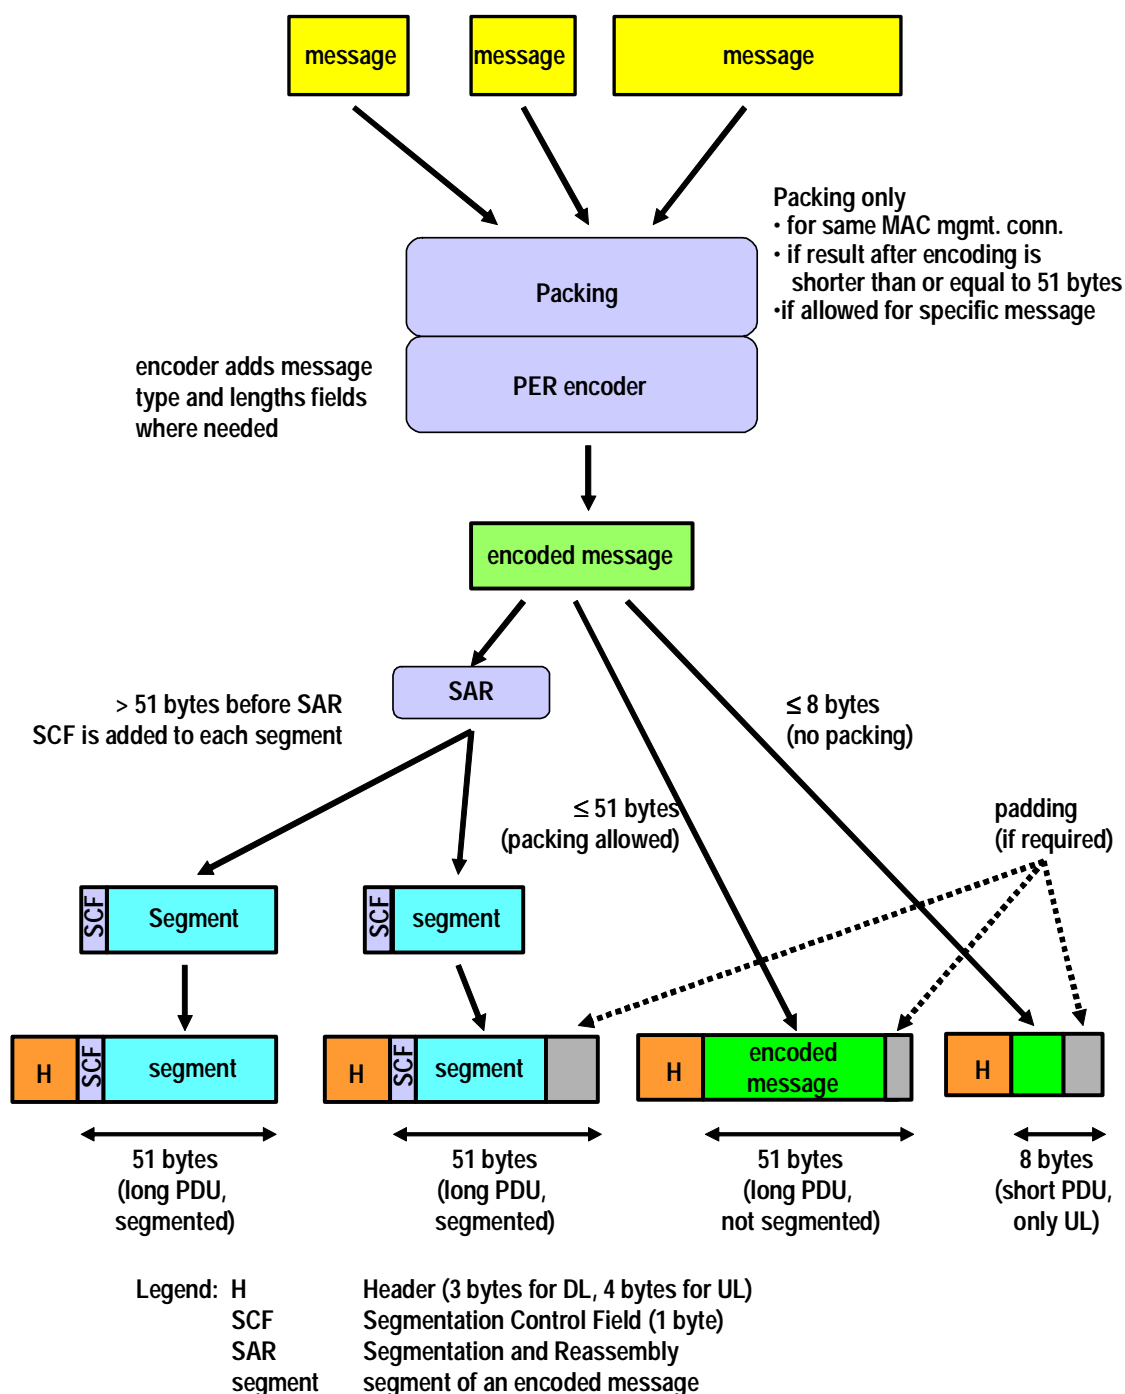 message
message
message
Packing only
• for same MAC mgmt. conn.
• if result after encoding is
shorter than or equal to 51 bytes
•if allowed for specific message
Packing
encoder adds message
type and lengths fields
where needed
PER encoder
encoded message
SAR
> 51 bytes before SAR
SCF is added to each segment
≤ 8 bytes
(no packing)
≤ 51 bytes
(packing allowed)
padding
(if required)
SCF
Segment
SCF
segment
H
SCF
segment
H
SCF
segment
H
encoded
message
H
51 bytes
(long PDU,
segmented)
51 bytes
(long PDU,
segmented)
51 bytes
(long PDU,
not segmented)
8 bytes
(short PDU,
only UL)
Legend: H Header (3 bytes for DL, 4 bytes for UL)
SCF Segmentation Control Field (1 byte)
SAR Segmentation and Reassembly
segment segment of an encoded message